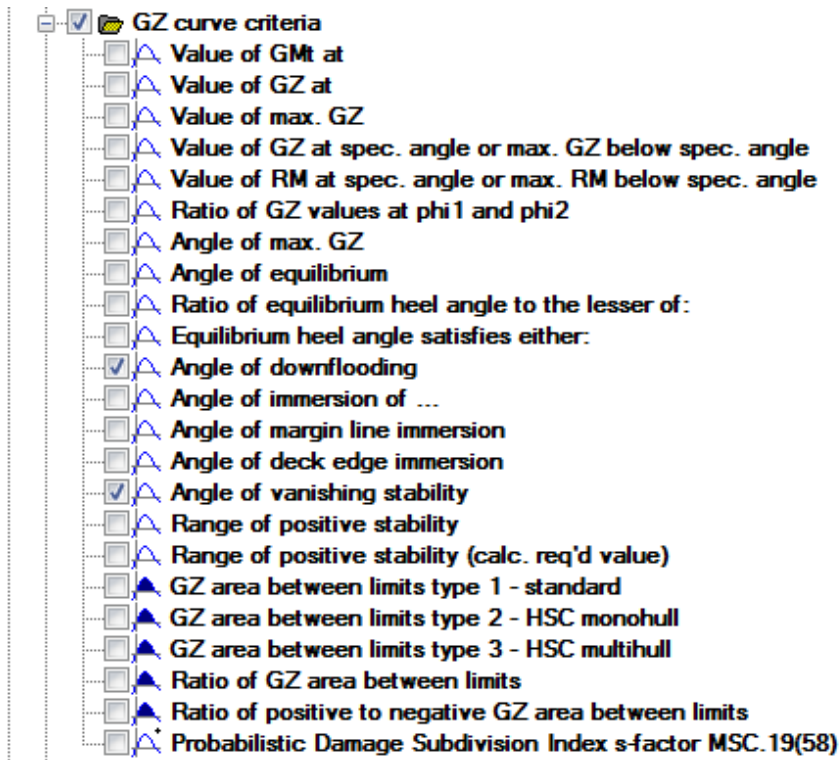 GZ curve criteria
Value of GMt at
Value of GZ at
Value of max. GZ
Value of GZ at spec. angle or max. GZ below spec. angle
Value of RM at spec. angle or max. RM below spec. angle
Ratio of GZ values at phi1 and phi2
Angle of max. GZ
Angle of equilibrium
Ratio of equilibrium heel angle to the lesser of:
Equilibrium heel angle satisfies either:
Angle of downflooding
Angle of immersion of ...
Angle of margin line immersion
Angle of deck edge immersion
Angle of vanishing stability
Range of positive stability
Range of positive stability (calc. req'd value)
GZ area between limits type 1 - standard
GZ area between limits type 2 - HSC monohull
GZ area between limits type 3 - HSC multihull
Ratio of GZ area between limits
Ratio of positive to negative GZ area between limits
Probabilistic Damage Subdivision Index s-factor MSC.19(58)